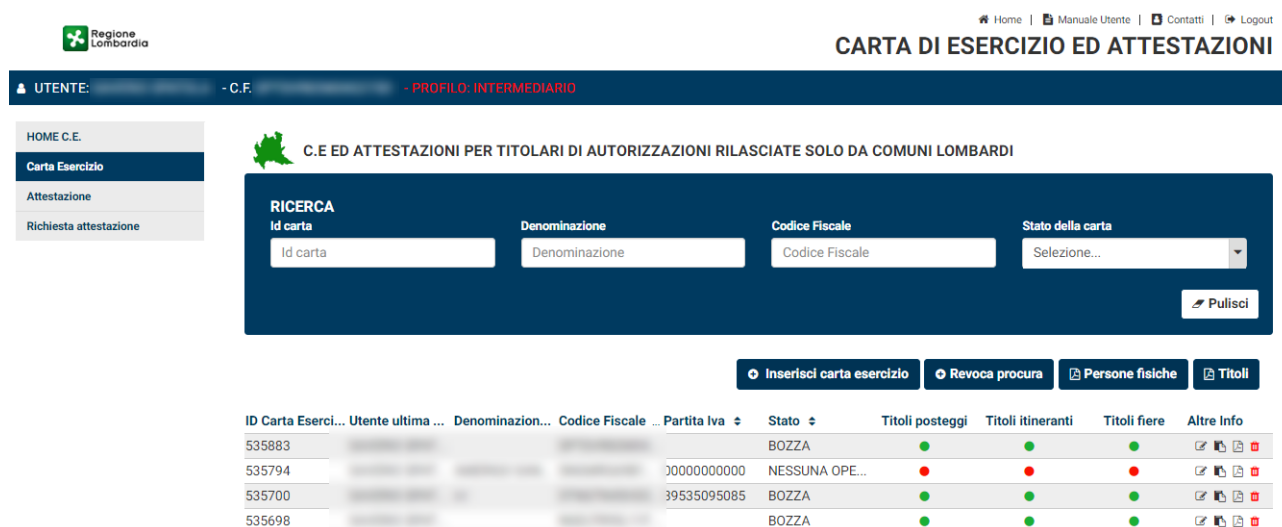 Home | Manuale Utente | Contatti | Logout
Regione
Lombardia
CARTA DI ESERCIZIO ED ATTESTAZIONI
UTENTE: - C.F. - PROFILO: INTERMEDIARIO
HOME C.E.
Carta Esercizio
Attestazione
Richiesta attestazione
C.E ED ATTESTAZIONI PER TITOLARI DI AUTORIZZAZIONI RILASCIATE SOLO DA COMUNI LOMBARDI
RICERCA
Id carta Denominazione Codice Fiscale Stato della carta
Id carta Denominazione Codice Fiscale Selezione...
Pulisci
Inserisci carta esercizio Revoca procura Persone fisiche Titoli
ID Carta Eserci... Utente ultima ... Denominazion... Codice Fiscale ... Partita Iva Stato Titoli posteggi Titoli itineranti Titoli fiere Altre Info
535883 BOZZA
535794 00000000000 NESSUNA OPE...
535700 39535095085 BOZZA
535698 BOZZA